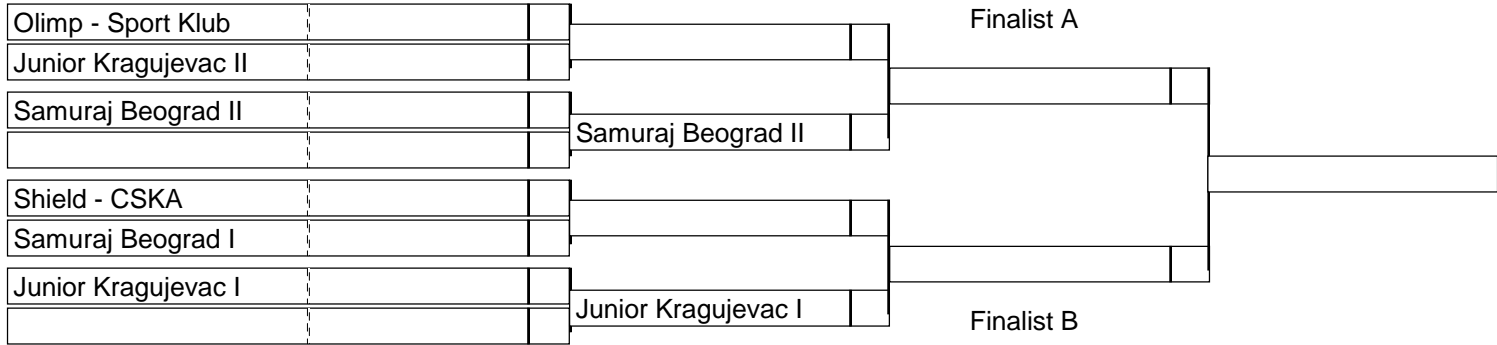 Olimp - Sport Klub
Finalist A
Junior Kragujevac II
Samuraj Beograd II
Samuraj Beograd II
Shield - CSKA
Samuraj Beograd I
Junior Kragujevac I
Junior Kragujevac I
Finalist B